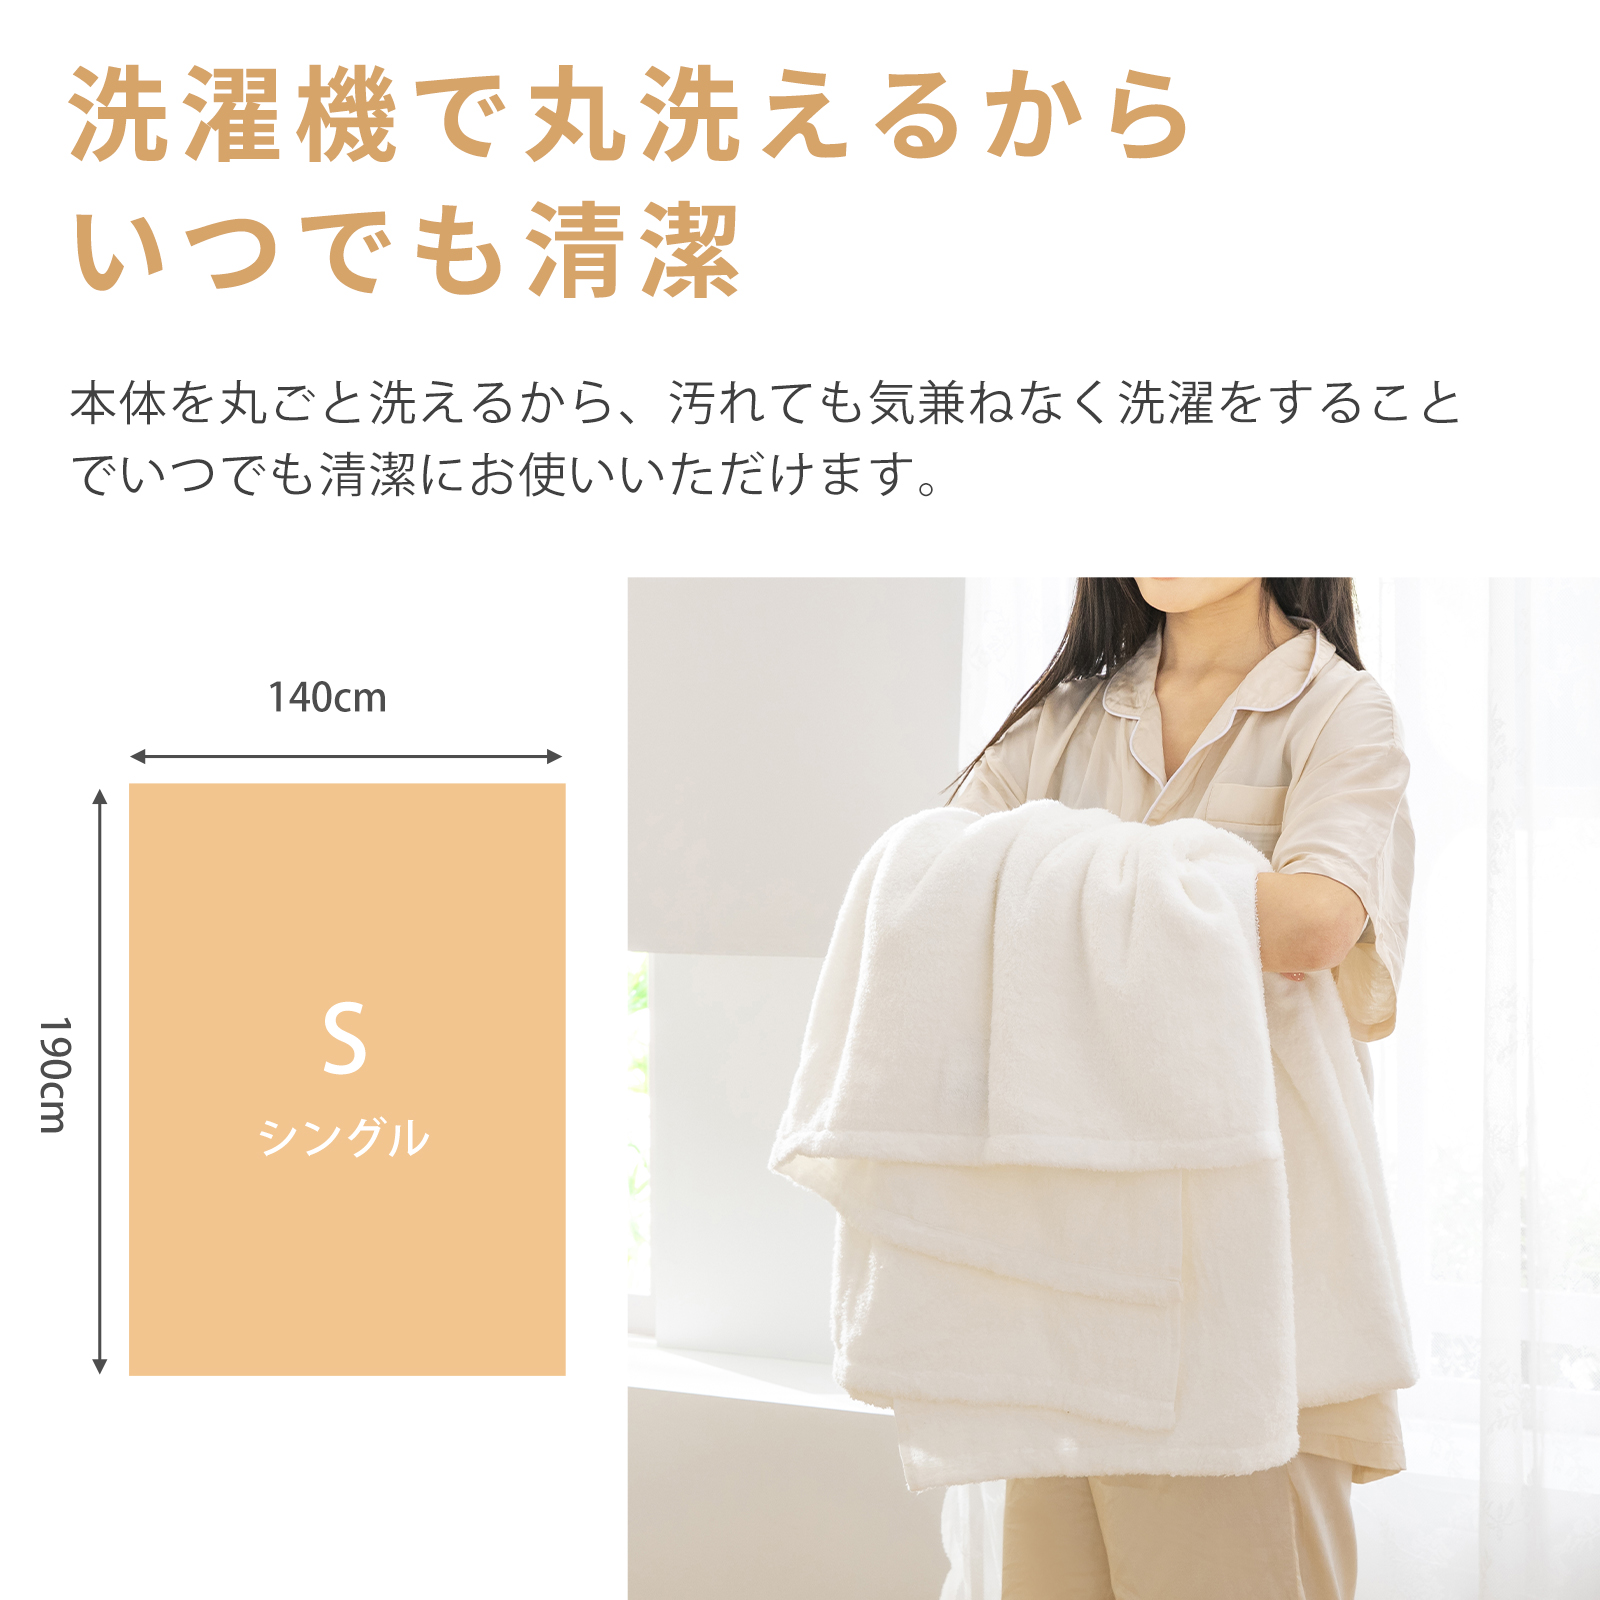 洗濯機で丸洗えるから
いつでも清潔
本体を丸ごと洗えるから、汚れても気兼ねなく洗濯をすること
でいつでも清潔にお使いいただけます。
140cm
190cm
S
シングル